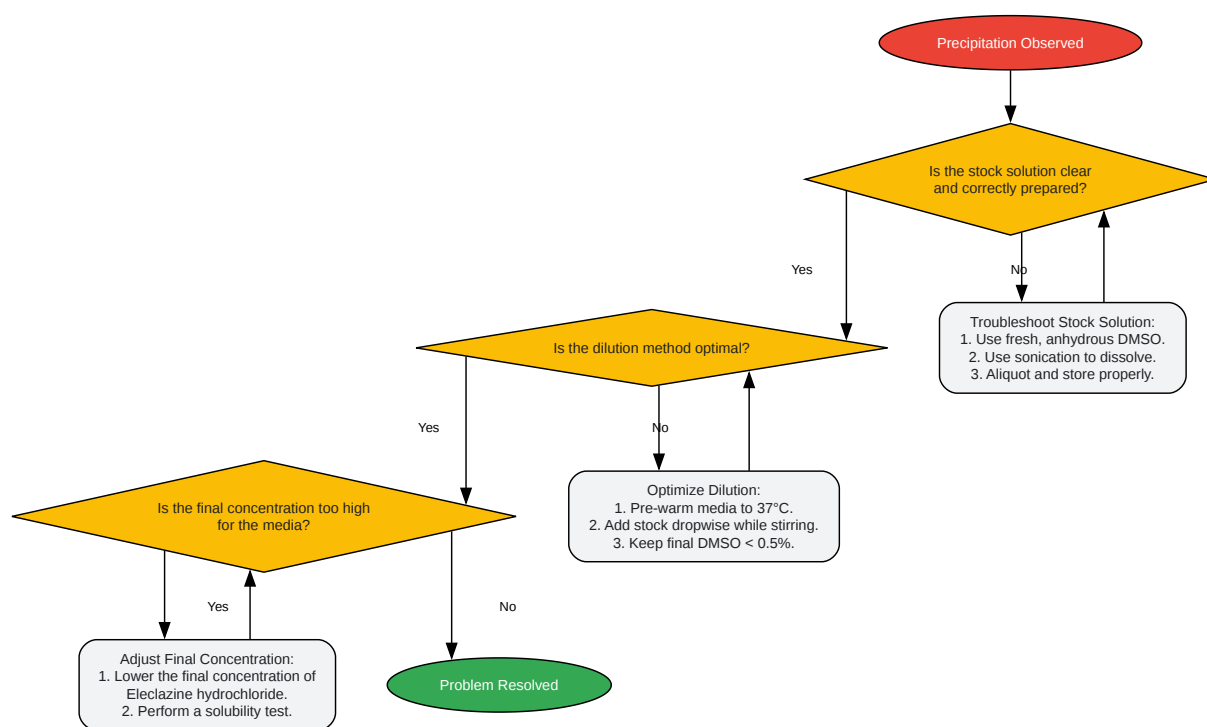 Precipitation Observed
Is the stock solution clear
and correctly prepared?
Yes
No
Troubleshoot Stock Solution:
1. Use fresh, anhydrous DMSO.
2. Use sonication to dissolve.
3. Aliquot and store properly.
Is the dilution method optimal?
Yes
No
Optimize Dilution:
1. Pre-warm media to 37°C.
2. Add stock dropwise while stirring.
3. Keep final DMSO < 0.5%.
Is the final concentration too high
for the media?
Yes
No
Adjust Final Concentration:
1. Lower the final concentration of
Eleclazine hydrochloride.
2. Perform a solubility test.
Problem Resolved